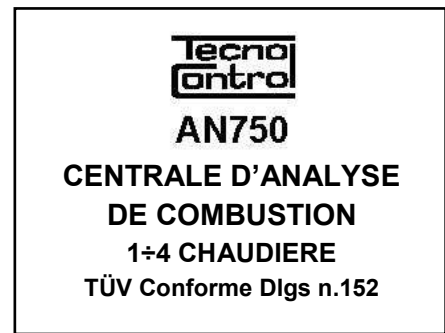 Tecno
Control
AN750
CENTRALE D’ANALYSE
DE COMBUSTION
1÷4 CHAUDIERE
TÜV Conforme Dlgs n.152